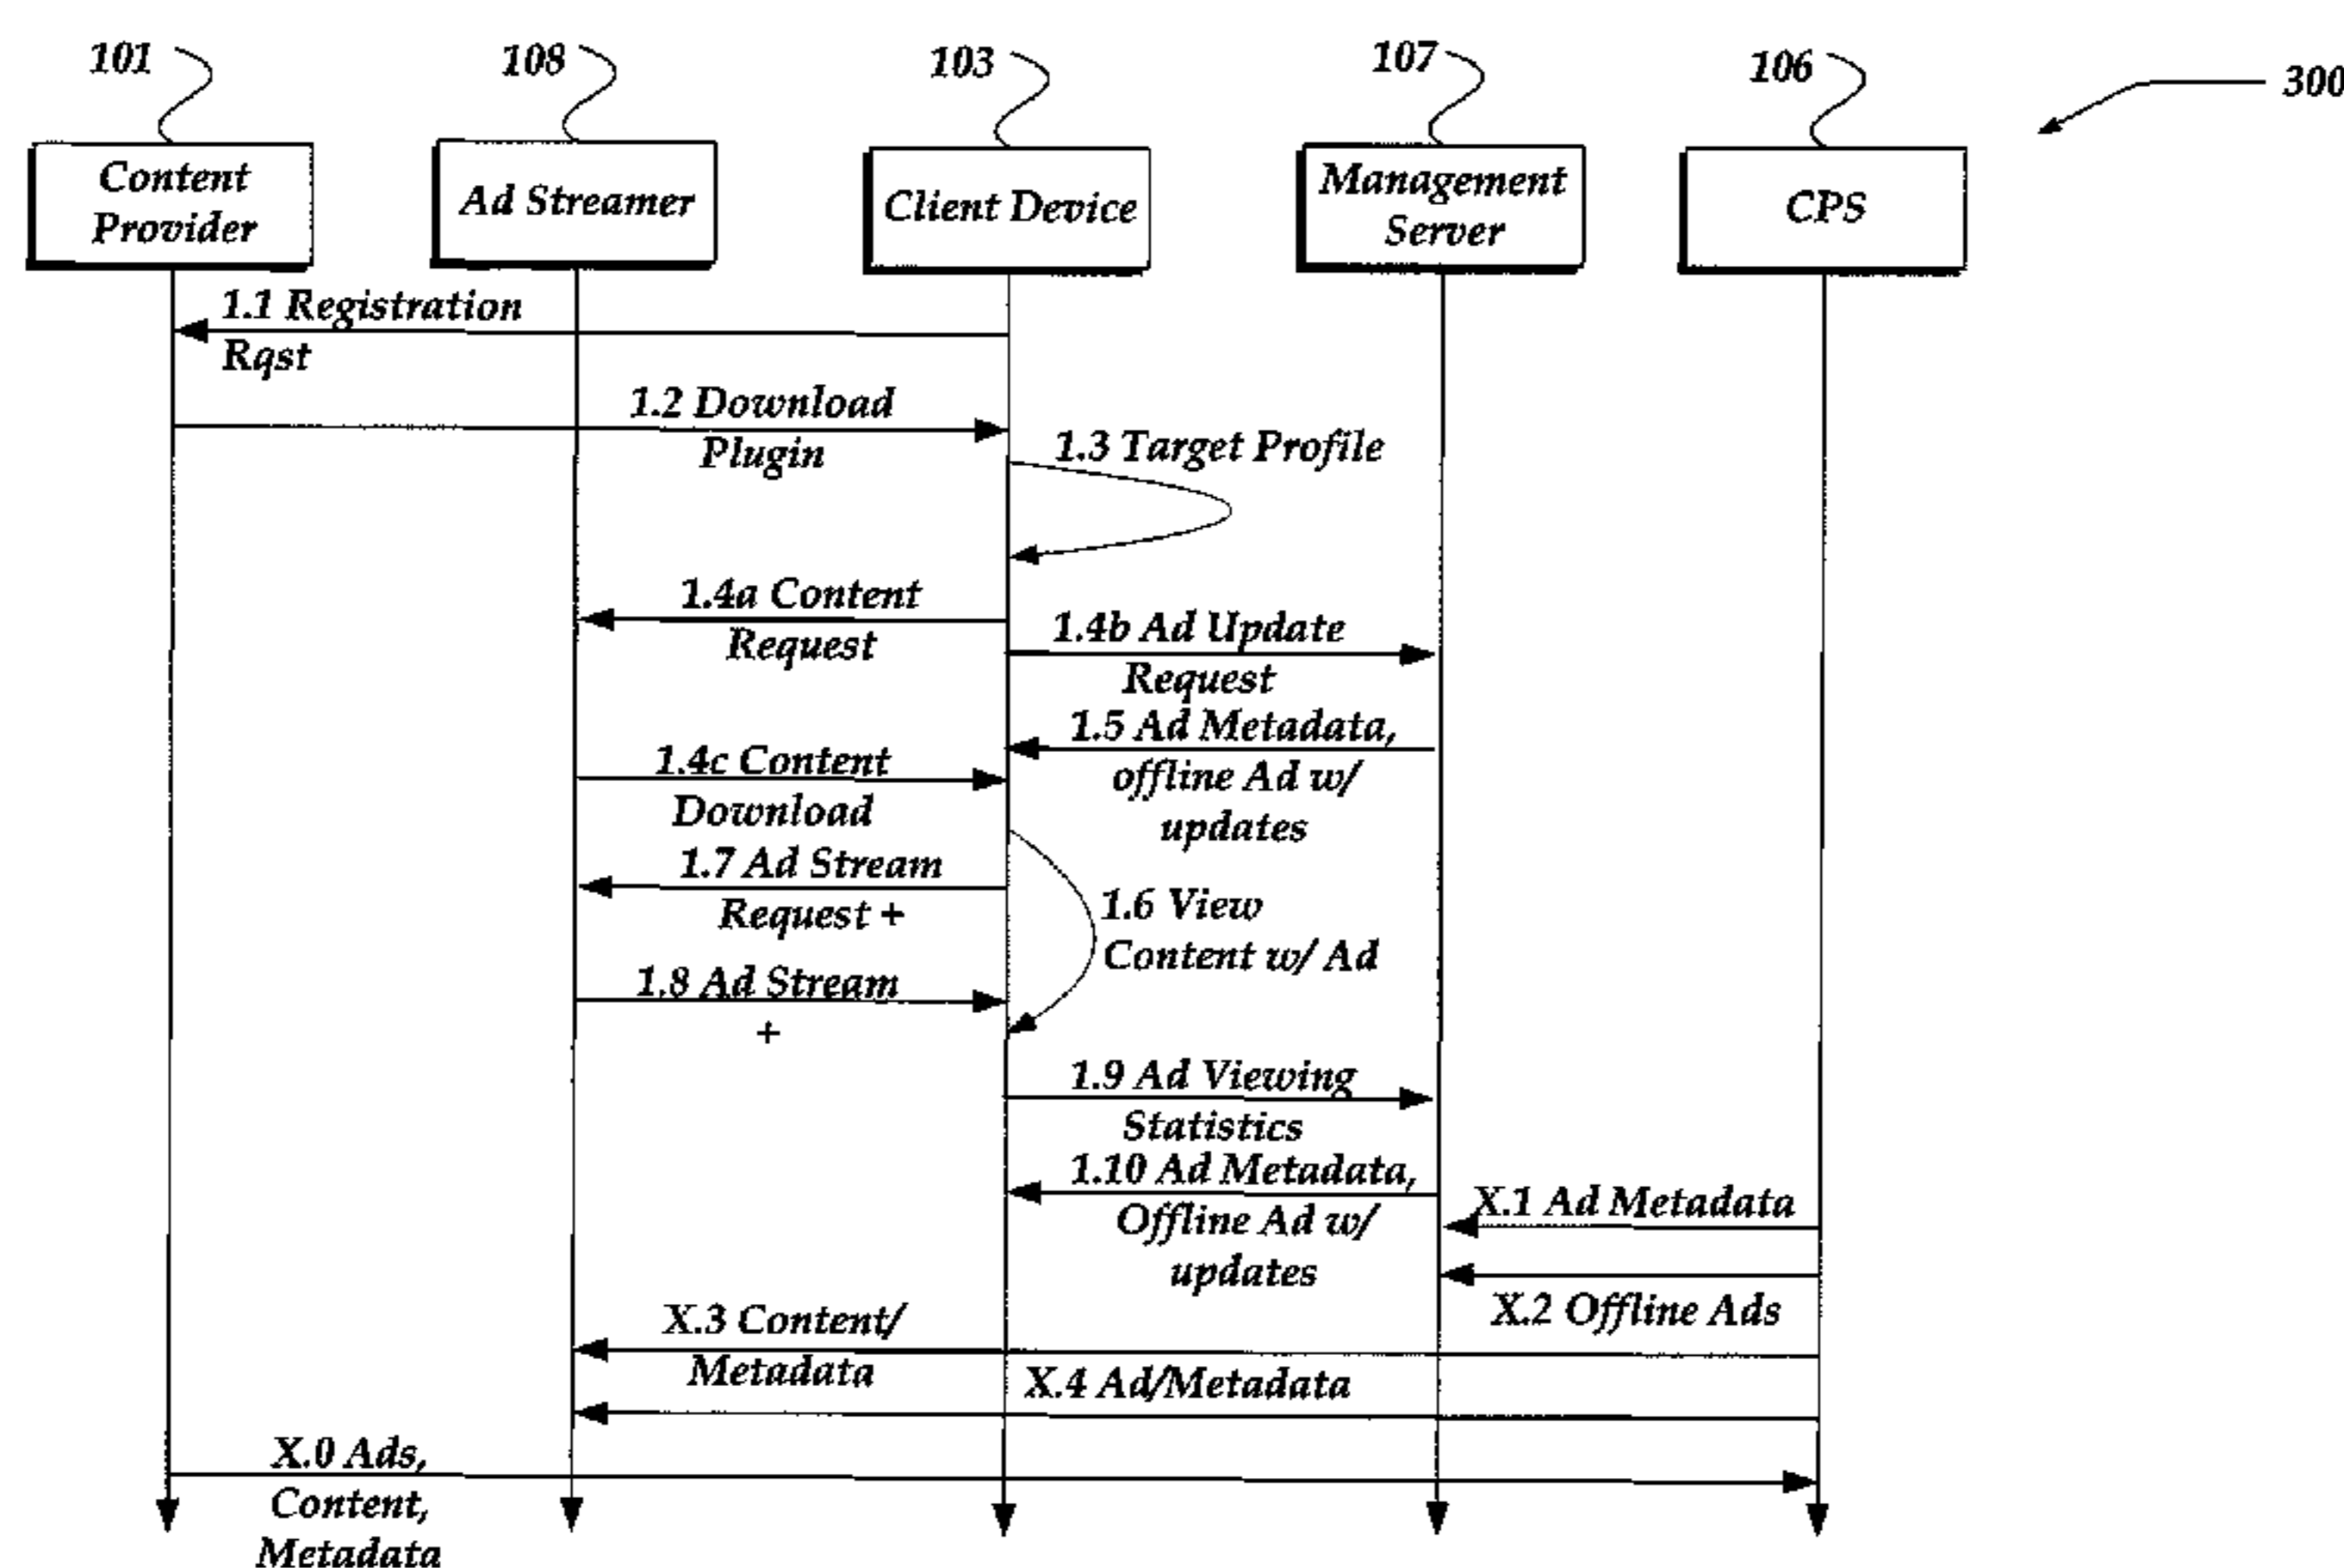 101
108
103
107
106
300
Content
Provider
Ad Streamer
Client Device
Management
Server
CPS
1.1 Registration
Rqst
1.2 Download
Plugin
1.3 Target Profile
1.4a Content
Request
1.4b Ad Update
Request
1.5 Ad Metadata,
offline Ad w/
updates
1.4c Content
Download
1.7 Ad Stream
Request +
1.6 View
Content w/ Ad
1.8 Ad Stream
+
1.9 Ad Viewing
Statistics
1.10 Ad Metadata,
Offline Ad w/
updates
X.1 Ad Metadata
X.2 Offline Ads
X.3 Content/
Metadata
X.4 Ad/Metadata
X.0 Ads,
Content,
Metadata